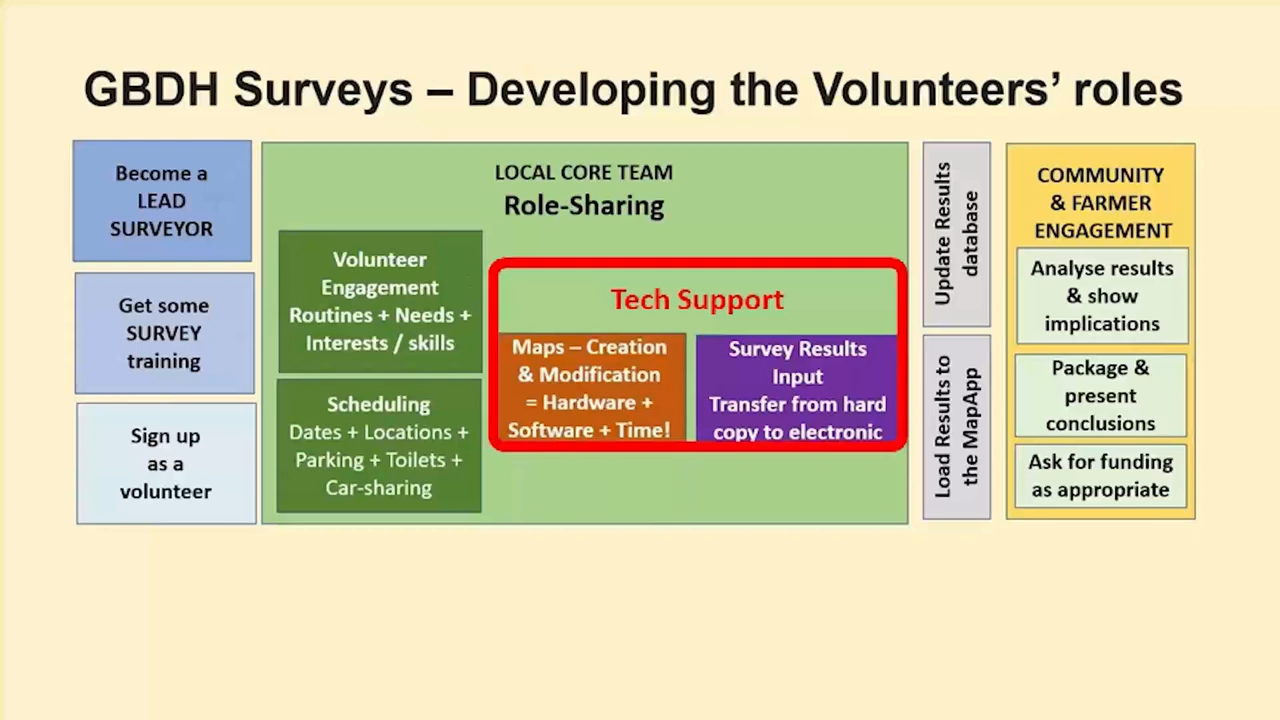 GBDH Surveys – Developing the Volunteers’ roles
Become a
LEAD
SURVEYOR
Get some
SURVEY
training
Sign up
as a
volunteer
LOCAL CORE TEAM
Role-Sharing
Volunteer
Engagement
Routines + Needs +
Interests / skills
Scheduling
Dates + Locations +
Parking + Toilets +
Car-sharing
Tech Support
Maps – Creation
& Modification
= Hardware +
Software + Time!
Survey Results
Input
Transfer from hard
copy to electronic
Update Results
database
Load Results to
the MapApp
COMMUNITY
& FARMER
ENGAGEMENT
Analyse results
& show
implications
Package &
present
conclusions
Ask for funding
as appropriate